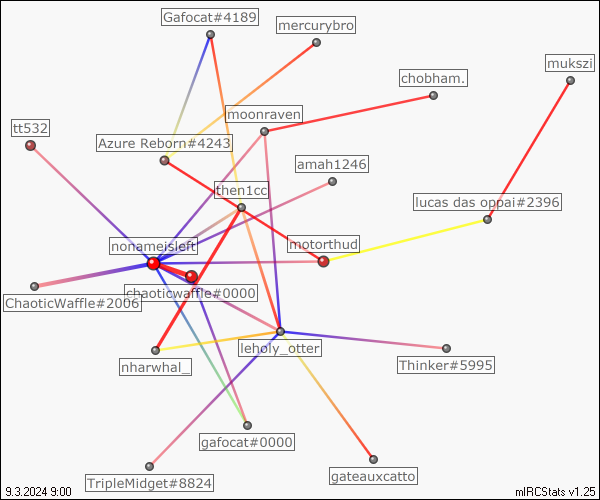 Gafocat#4189
mercurybro
mukszi
chobham.
moonraven
tt532
Azure Reborn#4243
amah1246
then1cc
lucas das oppai#2396
nonameisleft
motorthud
chaoticwaffle#0000
ChaoticWaffle#2006
leholy_otter
nharwhal_
Thinker#5995
gafocat#0000
gateauxcatto
TripleMidget#8824
9.3.2024 9:00
mIRCStats v1.25